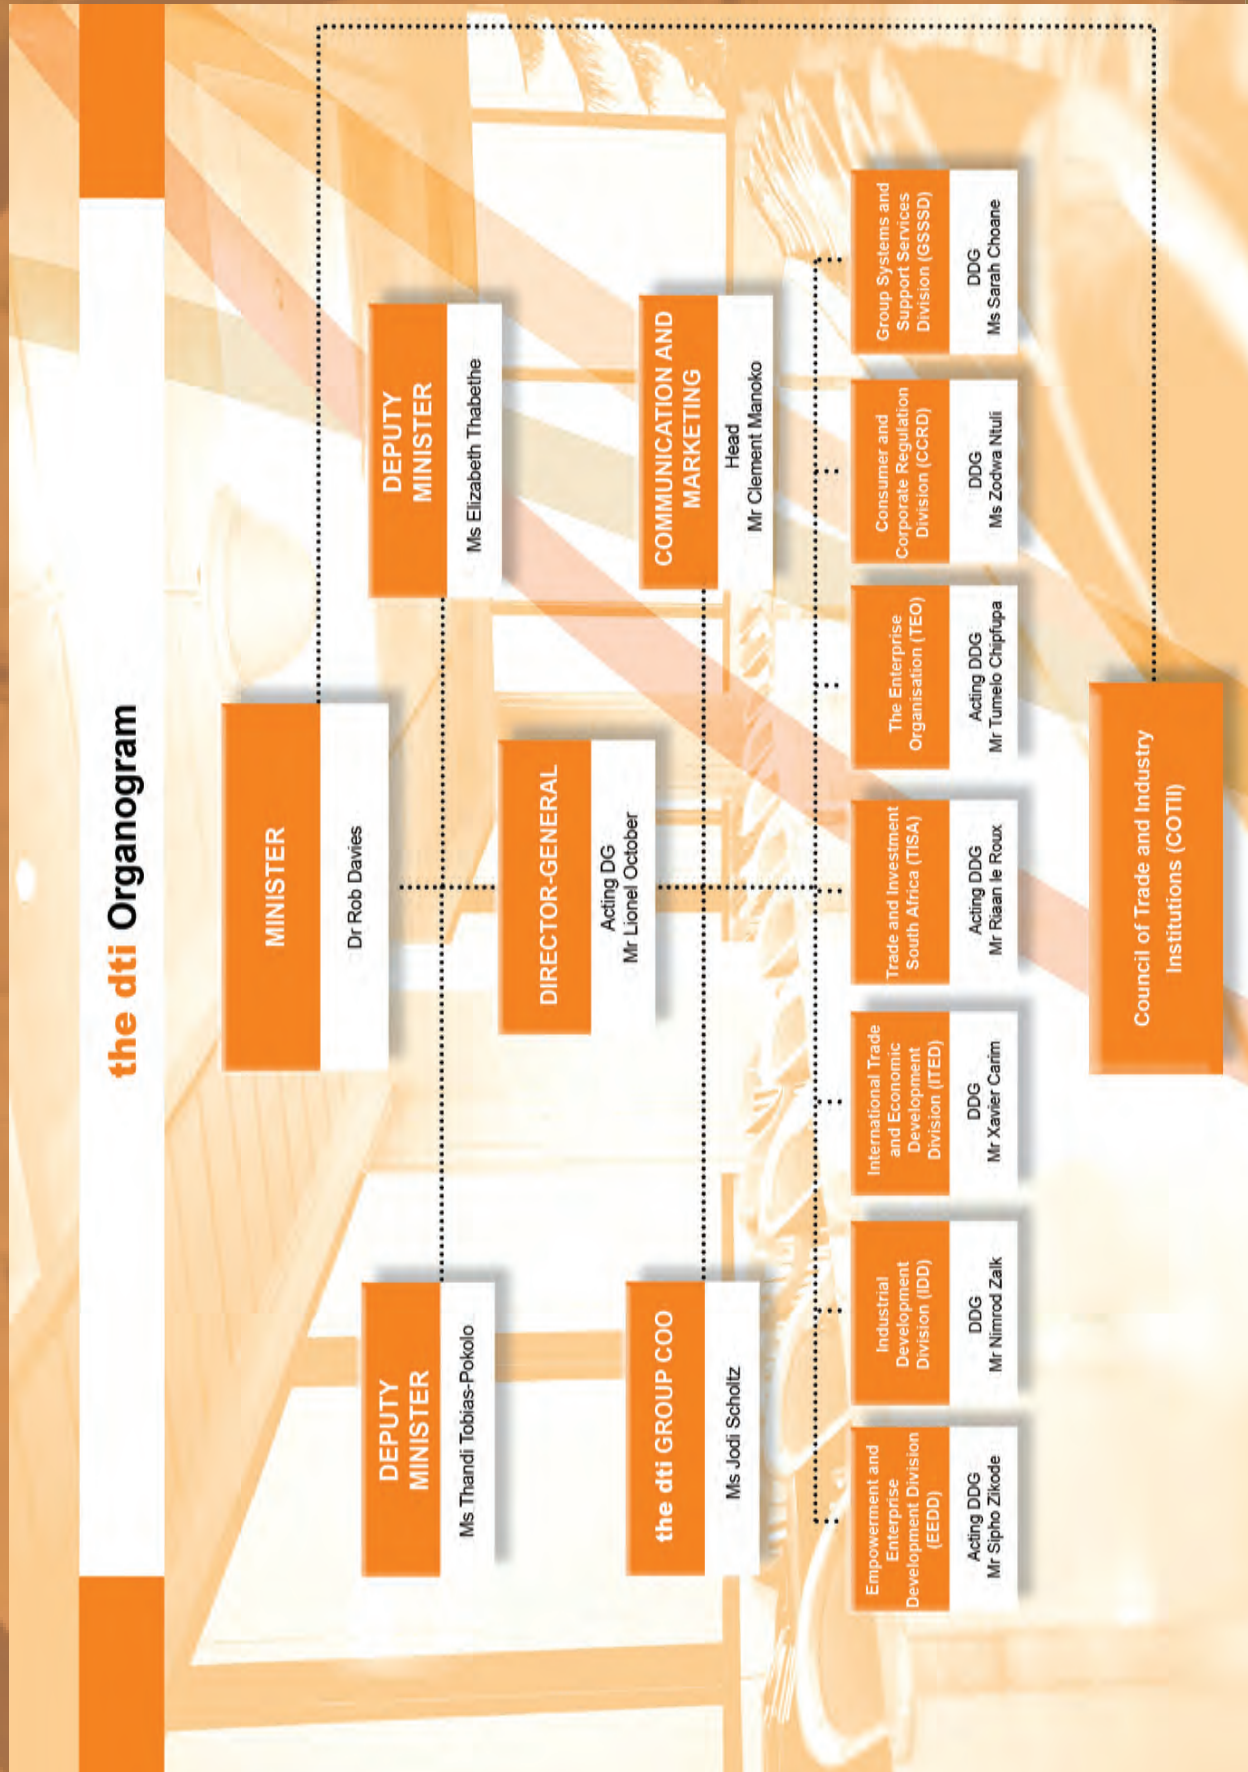 the dti Organogram
MINISTER
Dr Rob Davies
DEPUTY
MINISTER
Ms Thandi Tobias-Pokolo
DEPUTY
MINISTER
Ms Elizabeth Thabethe
DIRECTOR-GENERAL
Acting DG
Mr Lionel October
the dti GROUP COO
Ms Jodi Scholtz
COMMUNICATION AND
MARKETING
Head
Mr Clement Manoko
Empowerment and
Enterprise
Development Division
(EEDD)
Acting DDG
Mr Sipho Zikode
Industrial
Development
Division (IDD)
DDG
Mr Nimrod Zalk
International Trade
and Economic
Development
Division (ITED)
DDG
Mr Xavier Carim
Trade and Investment
South Africa (TISA)
Acting DDG
Mr Riaan le Roux
The Enterprise
Organisation (TEO)
Acting DDG
Mr Tumelo Chipfupa
Consumer and
Corporate Regulation
Division (CCRD)
DDG
Ms Zodwa Ntuli
Group Systems and
Support Services
Division (GSSSD)
DDG
Ms Sarah Choane
Council of Trade and Industry
Institutions (COTII)